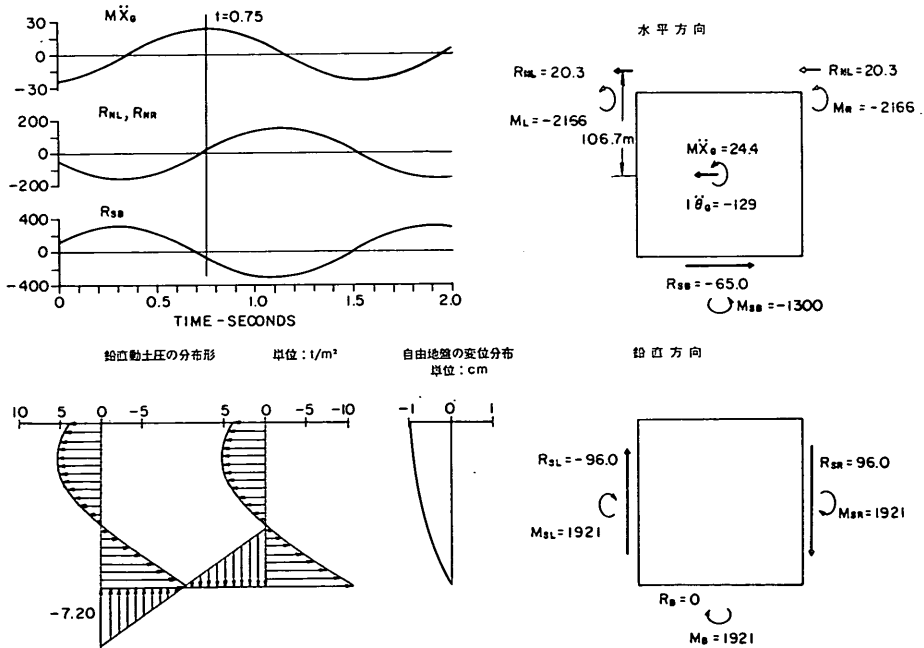 MẌG
t=0.75
30
0
-30
RNL, RNR
200
0
-200
RSB
400
0
-400
0
0.5
1.0
1.5
2.0
TIME-SECONDS
水平方向
RNL=20.3
RNL=20.3
ML=-2166
MR=-2166
106.7m
MẌG=24.4
Iθ̈G=-129
RSB=-65.0
MSB=-1300
鉛直動土圧の分布形
単位:t/m²
自由地盤の変位分布
単位:cm
鉛直方向
10 5 0 -5
5 0 -5 -10
-1 0 1
-7.20
RSL=-96.0
RSR=96.0
MSL=1921
MSR=1921
RB=0
MB=1921